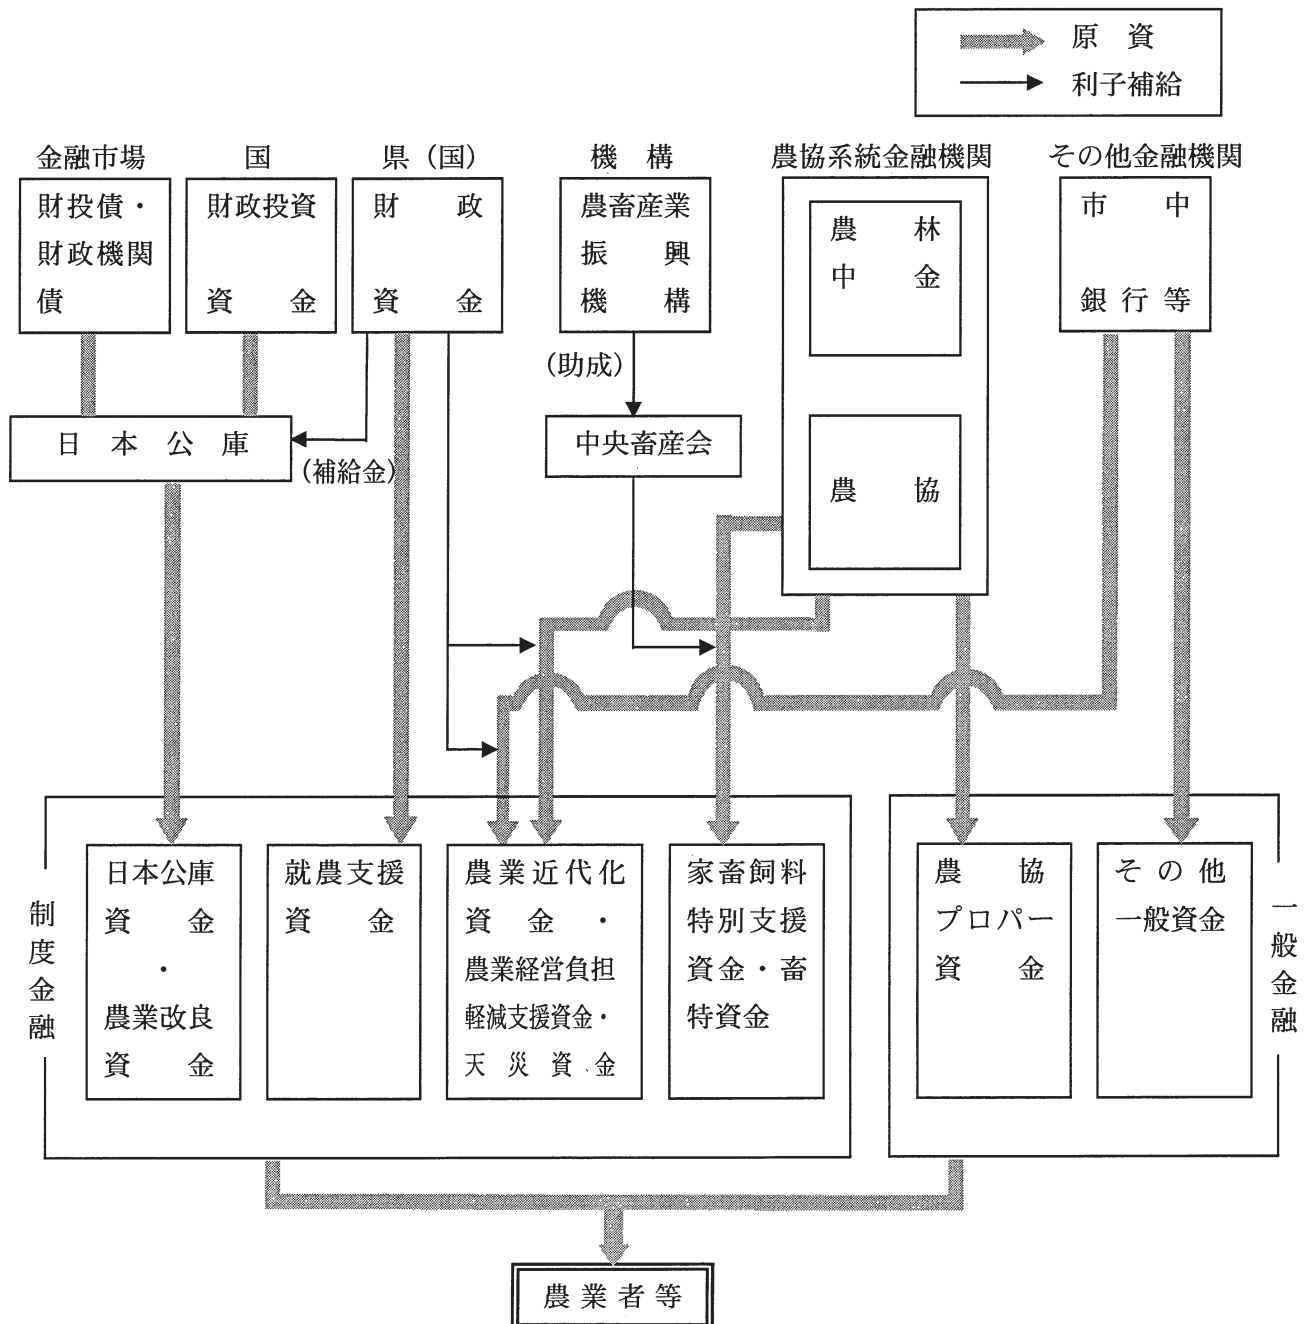 原資
利子補給
金融市場
国
県（国）
機構
農協系統金融機関
その他金融機関
財投債・
財政機関
債
財政投資
資金
財政
資金
農畜産業
振興
機構
農林
中金
農協
市中
銀行等
（助成）
日本公庫
（補給金）
中央畜産会
制度金融
日本公庫
資金
・
農業改良
資金
就農支援
資金
農業近代化
資金・
農業経営負担
軽減支援資金・
天災資金
家畜飼料
特別支援
資金・畜
特資金
農協
プロパー
資金
その他
一般資金
一般金融
農業者等